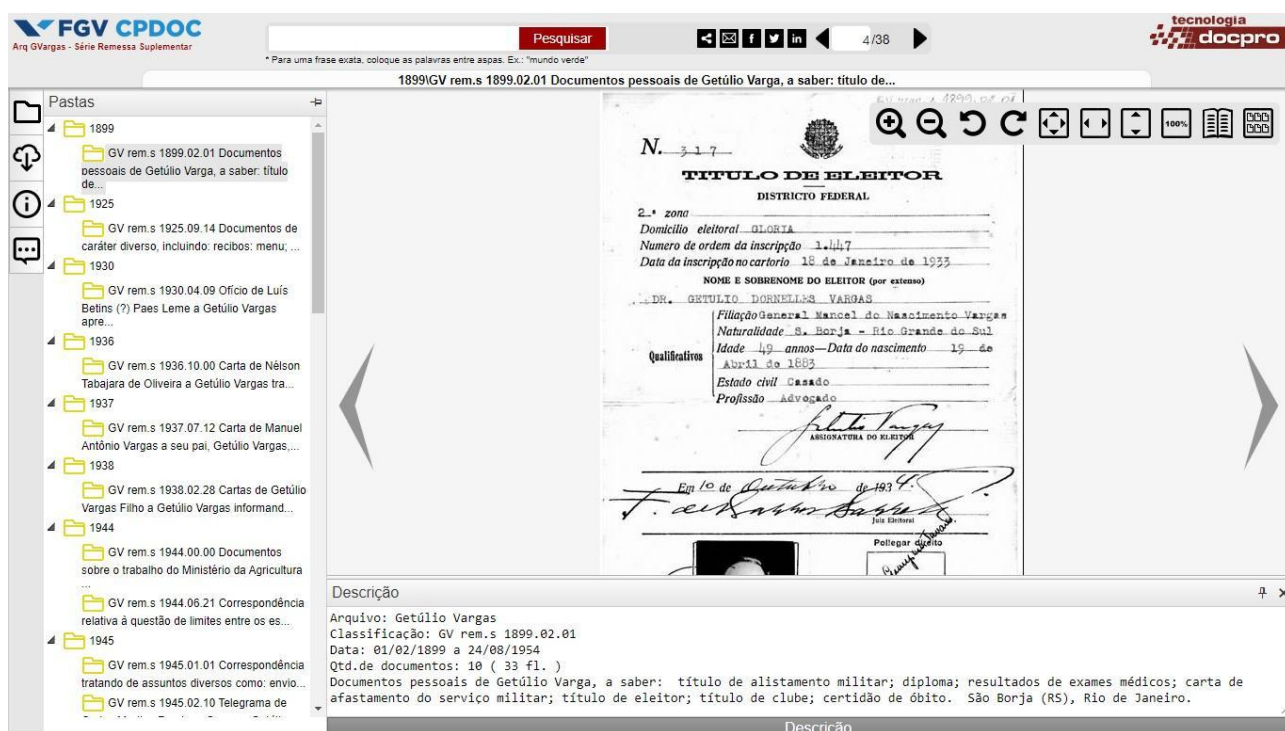 FGV CPDOC
Arq GVargas - Série Remessa Suplementar
Pesquisar
* Para uma frase exata, coloque as palavras entre aspas. Ex.: "mundo verde"
4/38
tecnologia
docpro
1899\GV rem.s 1899.02.01 Documentos pessoais de Getúlio Varga, a saber: título de...
Pastas
1899
GV rem.s 1899.02.01 Documentos
pessoais de Getúlio Varga, a saber: título
de...
1925
GV rem.s 1925.09.14 Documentos de
caráter diverso, incluindo: recibos: menu; ...
1930
GV rem.s 1930.04.09 Ofício de Luís
Betins (?) Paes Leme a Getúlio Vargas
apre...
1936
GV rem.s 1936.10.00 Carta de Nélson
Tabajara de Oliveira a Getúlio Vargas tra...
1937
GV rem.s 1937.07.12 Carta de Manuel
Antônio Vargas a seu pai, Getúlio Vargas,...
1938
GV rem.s 1938.02.28 Cartas de Getúlio
Vargas Filho a Getúlio Vargas informand...
1944
GV rem.s 1944.00.00 Documentos
sobre o trabalho do Ministério da Agricultura
...
GV rem.s 1944.06.21 Correspondência
relativa à questão de limites entre os es...
1945
GV rem.s 1945.01.01 Correspondência
tratando de assuntos diversos como: envio...
GV rem.s 1945.02.10 Telegrama de
100%
N. 317
TITULO DE ELEITOR
DISTRICTO FEDERAL
2.ª zona
Domicilio eleitoral GLORIA
Numero de ordem da inscripção 1.447
Data da inscripção no cartorio 18 de Janeiro de 1933
NOME E SOBRENOME DO ELEITOR (por extenso)
DR. GETULIO DORNELLES VARGAS
Filiação General Manoel do Nascimento Vargas
Naturalidade S. Borja - Rio Grande do Sul
Qualificativos
Idade 49 annos—Data do nascimento 19 de
Abril de 1883
Estado civil Casado
Profissão Advogado
Getulio Vargas
ASSIGNATURA DO ELEITOR
Em 10 de Outubro de 1934.
Juiz Eleitoral
Pollegar direito
Descrição
Arquivo: Getúlio Vargas
Classificação: GV rem.s 1899.02.01
Data: 01/02/1899 a 24/08/1954
Qtd.de documentos: 10 ( 33 fl. )
Documentos pessoais de Getúlio Varga, a saber: título de alistamento militar; diploma; resultados de exames médicos; carta de
afastamento do serviço militar; título de eleitor; título de clube; certidão de óbito. São Borja (RS), Rio de Janeiro.
Descrição